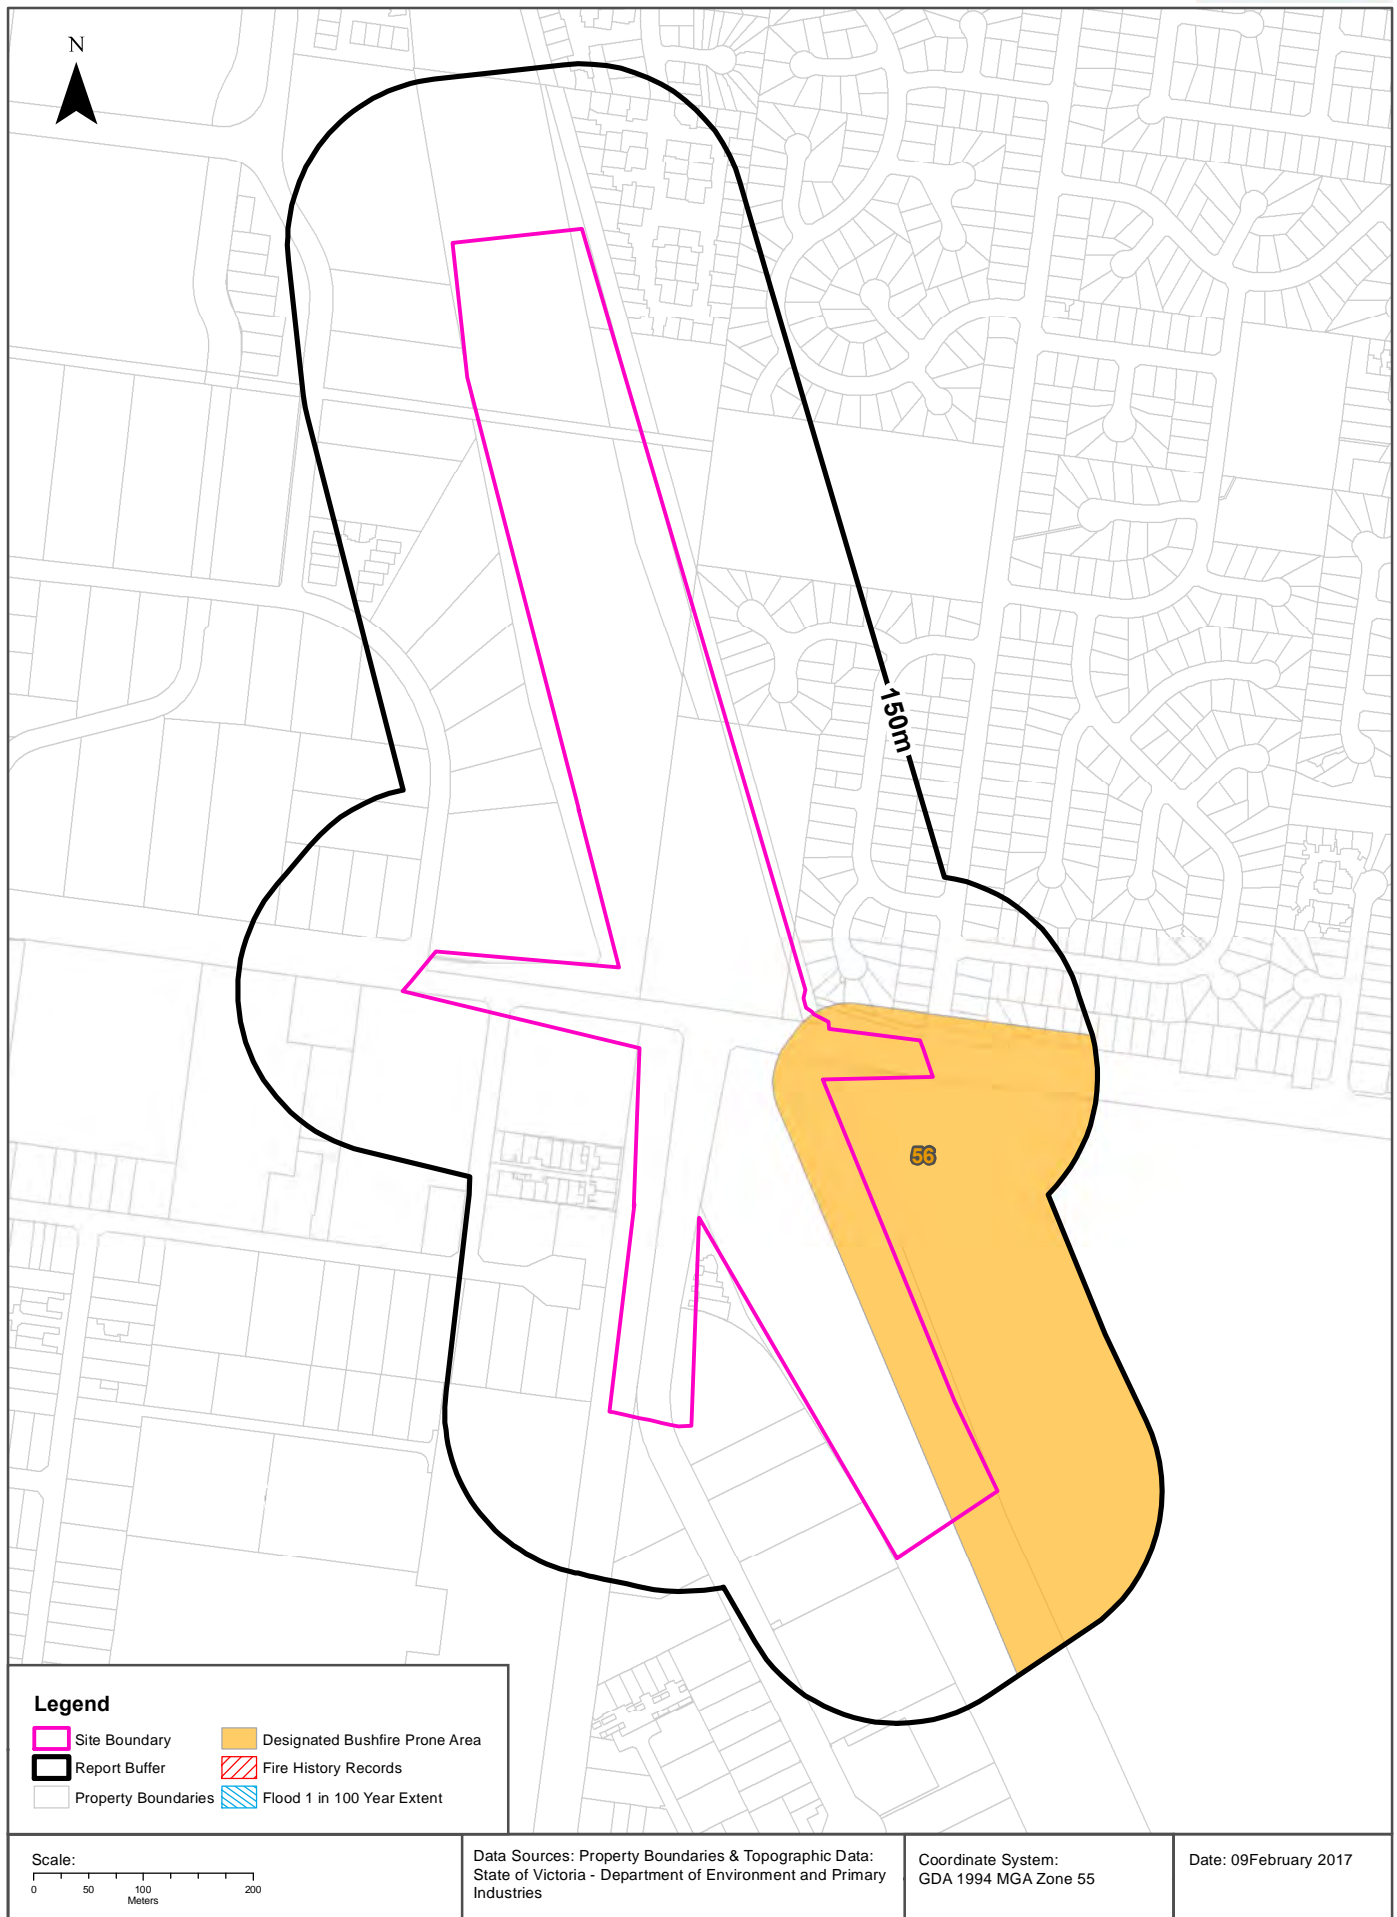 N
150m
56
Legend
Site Boundary
Report Buffer
Property Boundaries
Designated Bushfire Prone Area
Fire History Records
Flood 1 in 100 Year Extent
Scale:
0 50 100 200
Meters
Data Sources: Property Boundaries & Topographic Data:
State of Victoria - Department of Environment and Primary
Industries
Coordinate System:
GDA 1994 MGA Zone 55
Date: 09February 2017